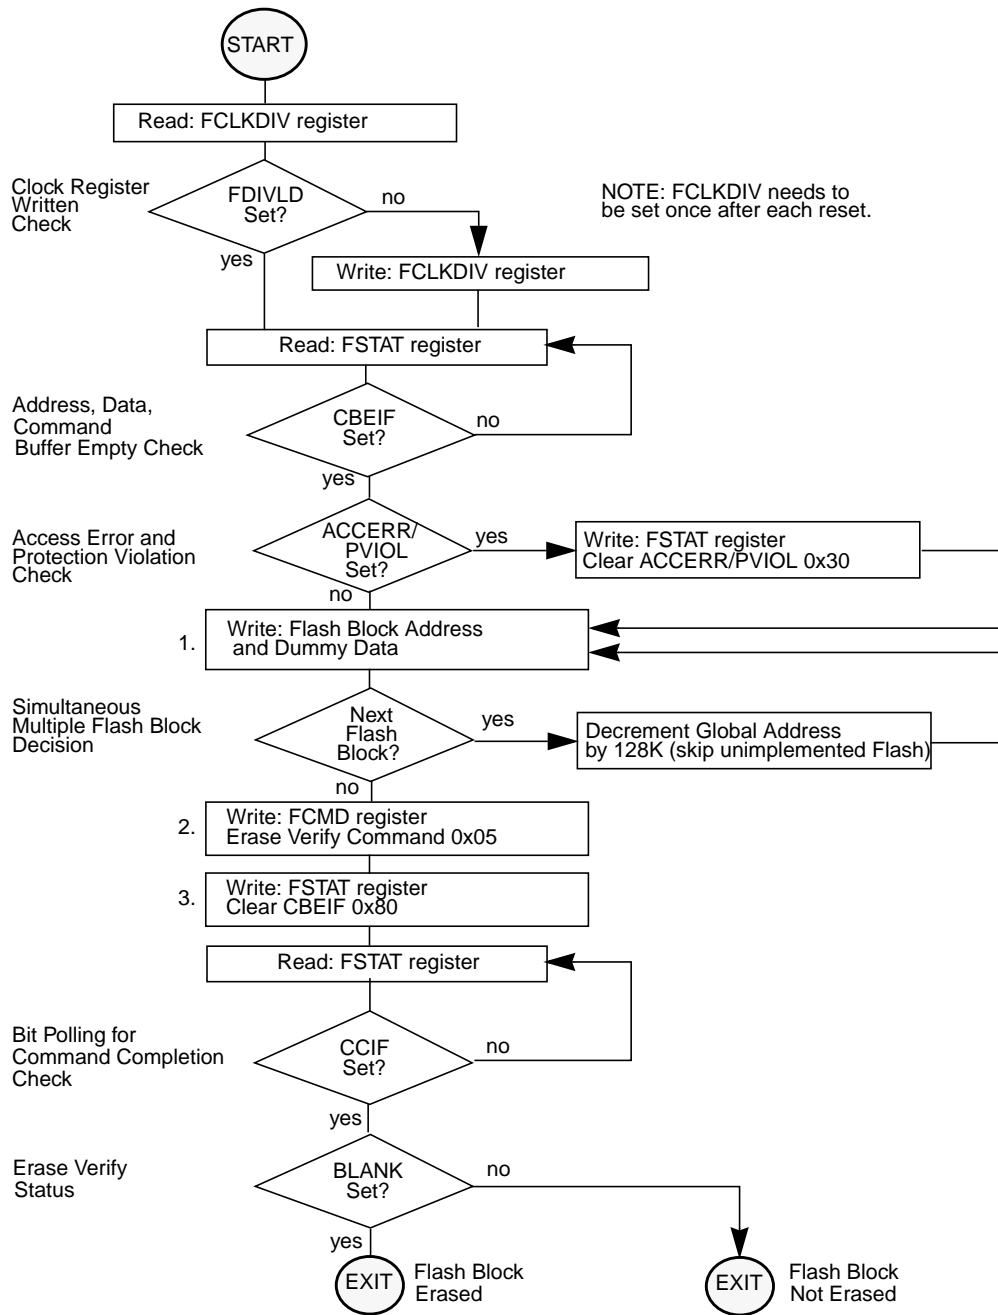 START
Read: FCLKDIV register
Clock Register
Written
Check
FDIVLD
Set?
no
NOTE: FCLKDIV needs to
be set once after each reset.
yes
Write: FCLKDIV register
Read: FSTAT register
Address, Data,
Command
Buffer Empty Check
CBEIF
Set?
no
yes
Access Error and
Protection Violation
Check
ACCERR/
PVIOL
Set?
yes
Write: FSTAT register
Clear ACCERR/PVIOL 0x30
no
1.
Write: Flash Block Address
and Dummy Data
Simultaneous
Multiple Flash Block
Decision
Next
Flash
Block?
yes
Decrement Global Address
by 128K (skip unimplemented Flash)
no
2.
Write: FCMD register
Erase Verify Command 0x05
3.
Write: FSTAT register
Clear CBEIF 0x80
Read: FSTAT register
Bit Polling for
Command Completion
Check
CCIF
Set?
no
yes
Erase Verify
Status
BLANK
Set?
no
yes
EXIT
Flash Block
Erased
EXIT
Flash Block
Not Erased